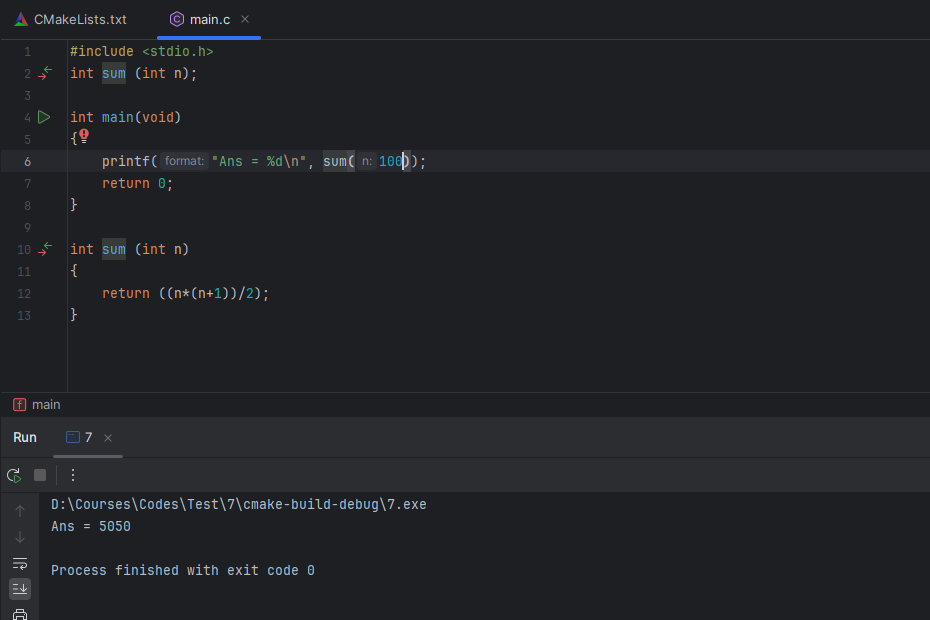 CMakeLists.txt main.c ×
1 #include <stdio.h>
2 int sum (int n);
3
4 int main(void)
5 {
6 printf( format: "Ans = %d\n", sum( n: 100));
7 return 0;
8 }
9
10 int sum (int n)
11 {
12 return ((n*(n+1))/2);
13 }
f main
Run 7 ×
D:\Courses\Codes\Test\7\cmake-build-debug\7.exe
Ans = 5050
Process finished with exit code 0